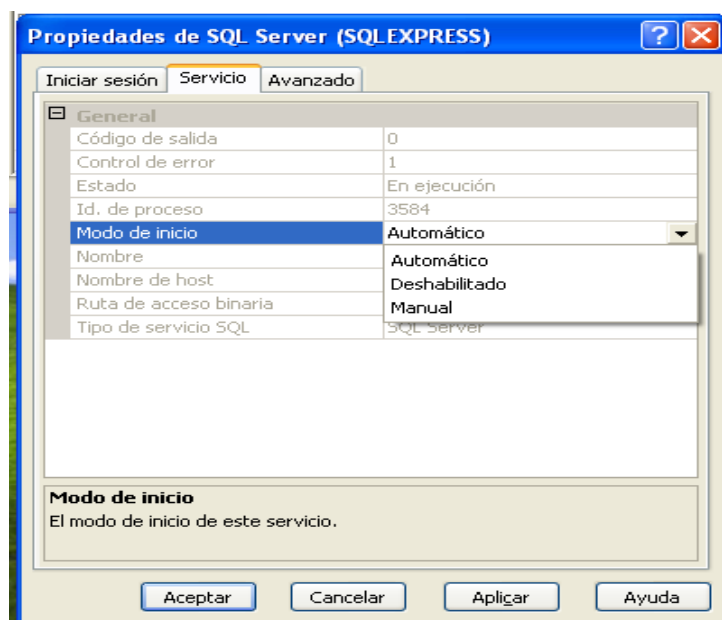 Propiedades de SQL Server (SQLEXPRESS)
Iniciar sesión Servicio Avanzado
General
Código de salida 0
Control de error 1
Estado En ejecución
Id. de proceso 3584
Modo de inicio Automático
Nombre Automático
Nombre de host Deshabilitado
Ruta de acceso binaria Manual
Tipo de servicio SQL SQL Server
Modo de inicio
El modo de inicio de este servicio.
Aceptar Cancelar Aplicar Ayuda